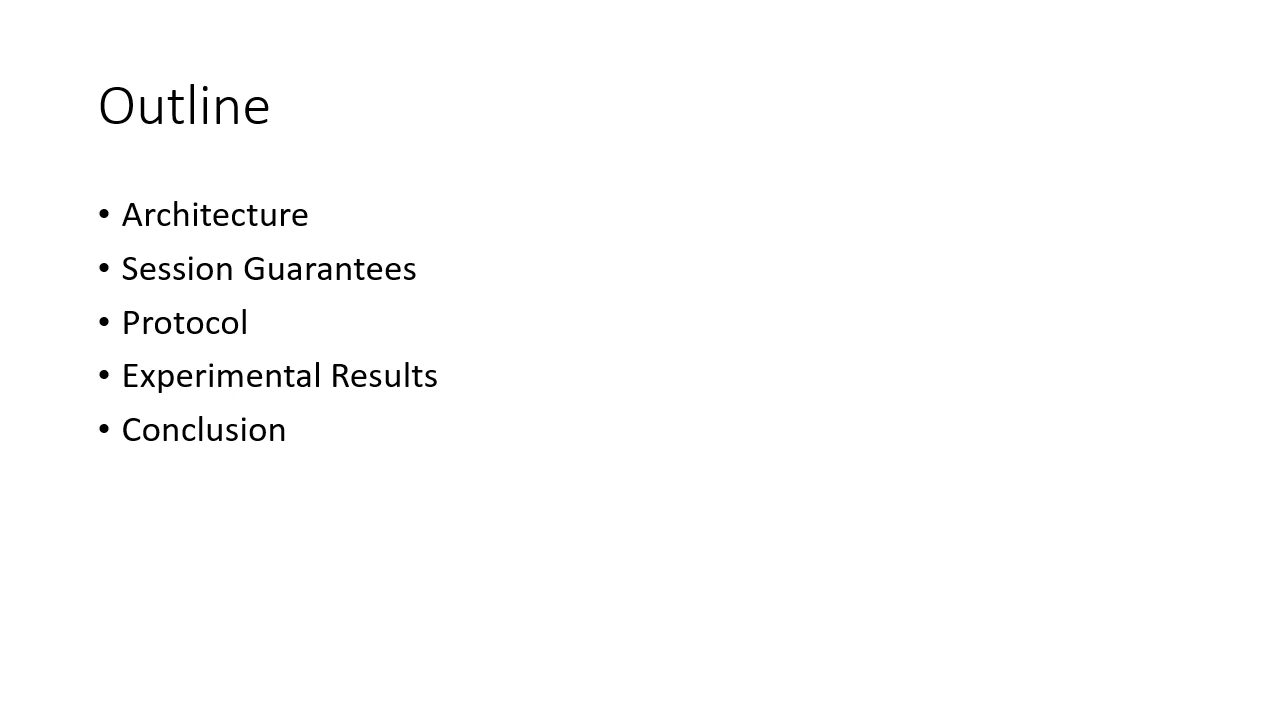 Outline
• Architecture
• Session Guarantees
• Protocol
• Experimental Results
• Conclusion